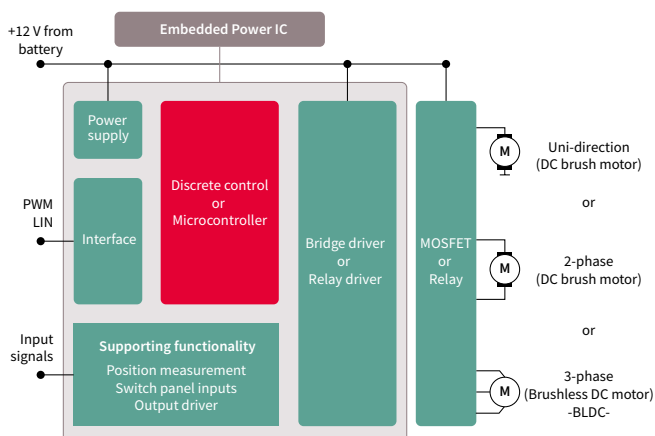 Embedded Power IC
+12 V from
battery
Power
supply
Discrete control
or
Microcontroller
PWM
LIN
Interface
Bridge driver
or
Relay driver
MOSFET
or
Relay
M
Uni-direction
(DC brush motor)
or
M
2-phase
(DC brush motor)
or
Input
signals
Supporting functionality
Position measurement
Switch panel inputs
Output driver
M
3-phase
(Brushless DC motor)
-BLDC-